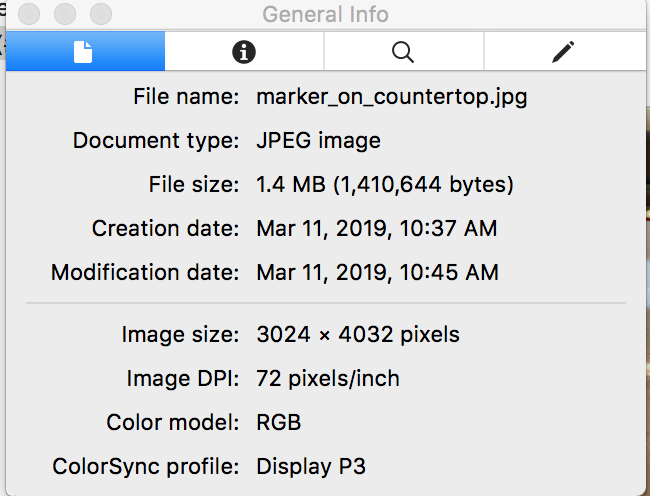 General Info
File name: marker_on_countertop.jpg
Document type: JPEG image
File size: 1.4 MB (1,410,644 bytes)
Creation date: Mar 11, 2019, 10:37 AM
Modification date: Mar 11, 2019, 10:45 AM
Image size: 3024 × 4032 pixels
Image DPI: 72 pixels/inch
Color model: RGB
ColorSync profile: Display P3